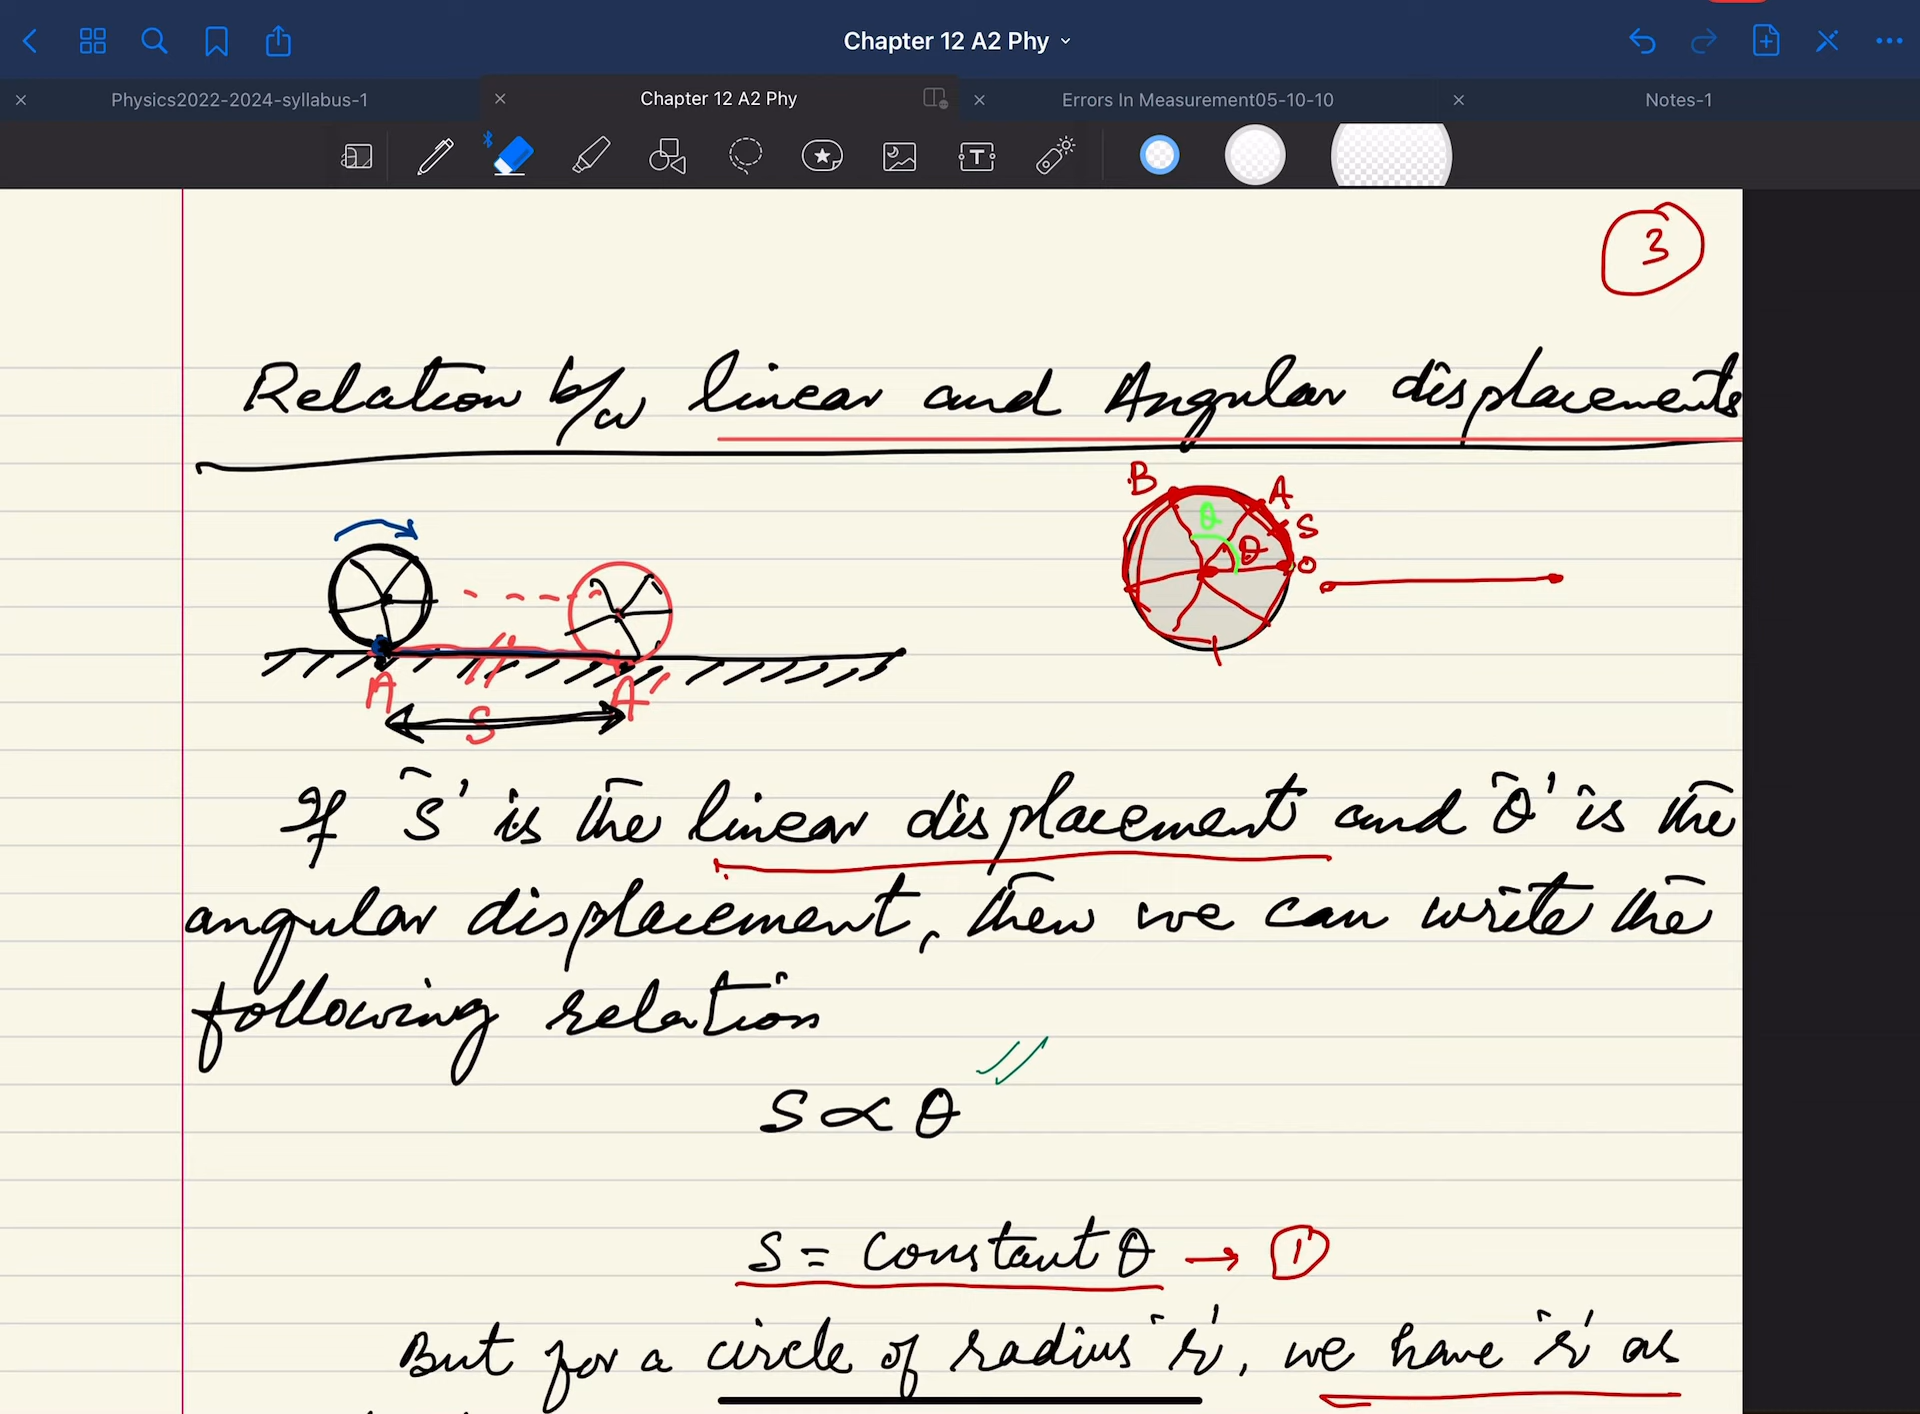 Chapter 12 A2 Phy
Physics2022-2024-syllabus-1
Chapter 12 A2 Phy
Errors In Measurement05-10-10
Notes-1
T
3
Relation b/w linear and Angular displacements
B
A
θ
S
θ
O
A
A'
S
If 's' is the linear displacement and 'θ' is the
angular displacement, then we can write the
following relation
S ∝ θ
S = Constant θ → 1
But for a circle of radius 'r', we have 'r' as